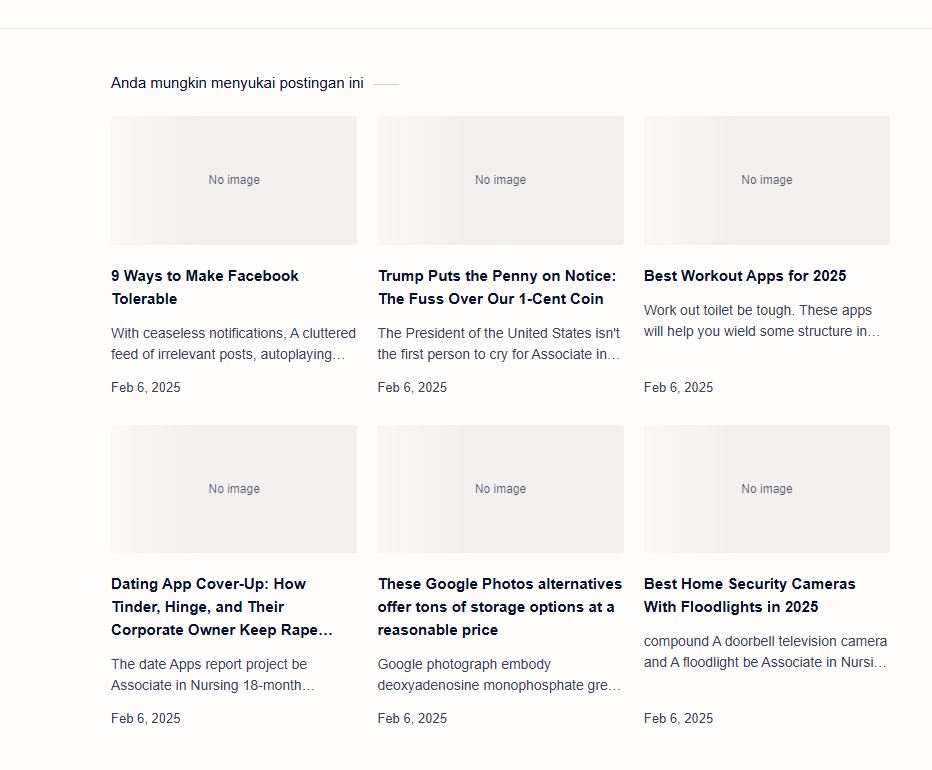 Anda mungkin menyukai postingan ini
No image
No image
No image
9 Ways to Make Facebook
Tolerable
With ceaseless notifications, A cluttered
feed of irrelevant posts, autoplaying…
Feb 6, 2025
Trump Puts the Penny on Notice:
The Fuss Over Our 1-Cent Coin
The President of the United States isn't
the first person to cry for Associate in…
Feb 6, 2025
Best Workout Apps for 2025
Work out toilet be tough. These apps
will help you wield some structure in…
Feb 6, 2025
No image
No image
No image
Dating App Cover-Up: How
Tinder, Hinge, and Their
Corporate Owner Keep Rape…
The date Apps report project be
Associate in Nursing 18-month…
Feb 6, 2025
These Google Photos alternatives
offer tons of storage options at a
reasonable price
Google photograph embody
deoxyadenosine monophosphate gre…
Feb 6, 2025
Best Home Security Cameras
With Floodlights in 2025
compound A doorbell television camera
and A floodlight be Associate in Nursi…
Feb 6, 2025